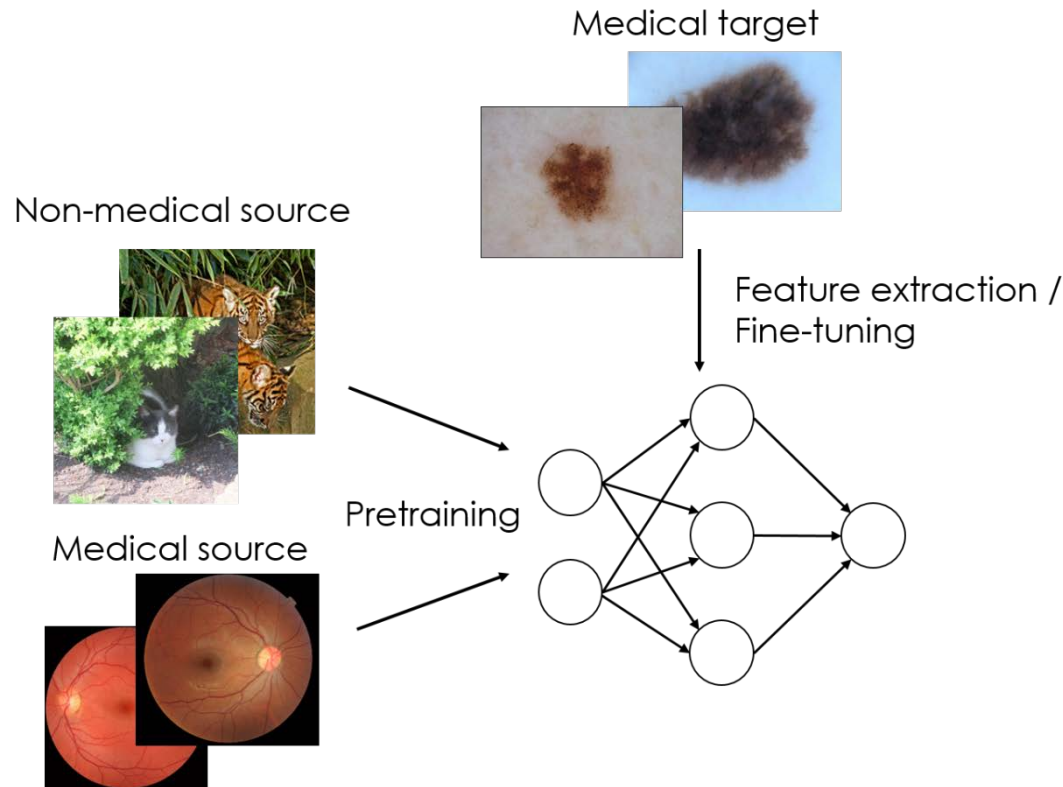 Medical target
Non-medical source
Feature extraction /
Fine-tuning
Pretraining
Medical source